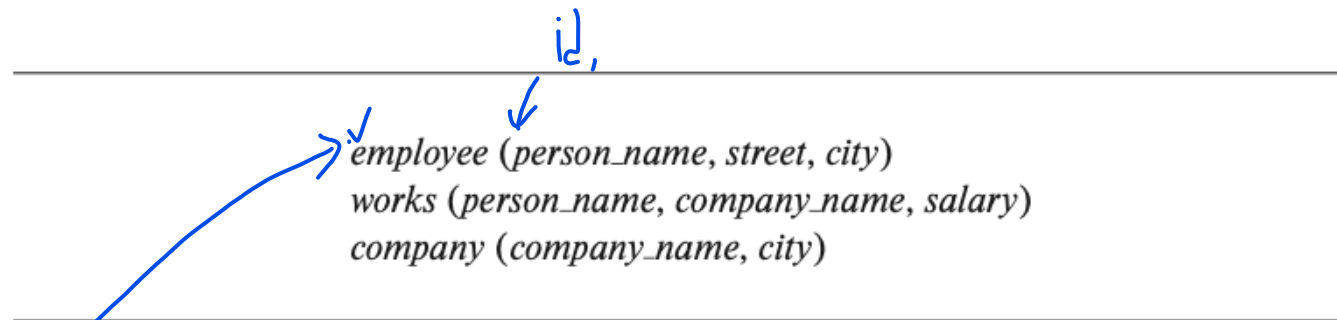 id,
employee (person_name, street, city)
works (person_name, company_name, salary)
company (company_name, city)